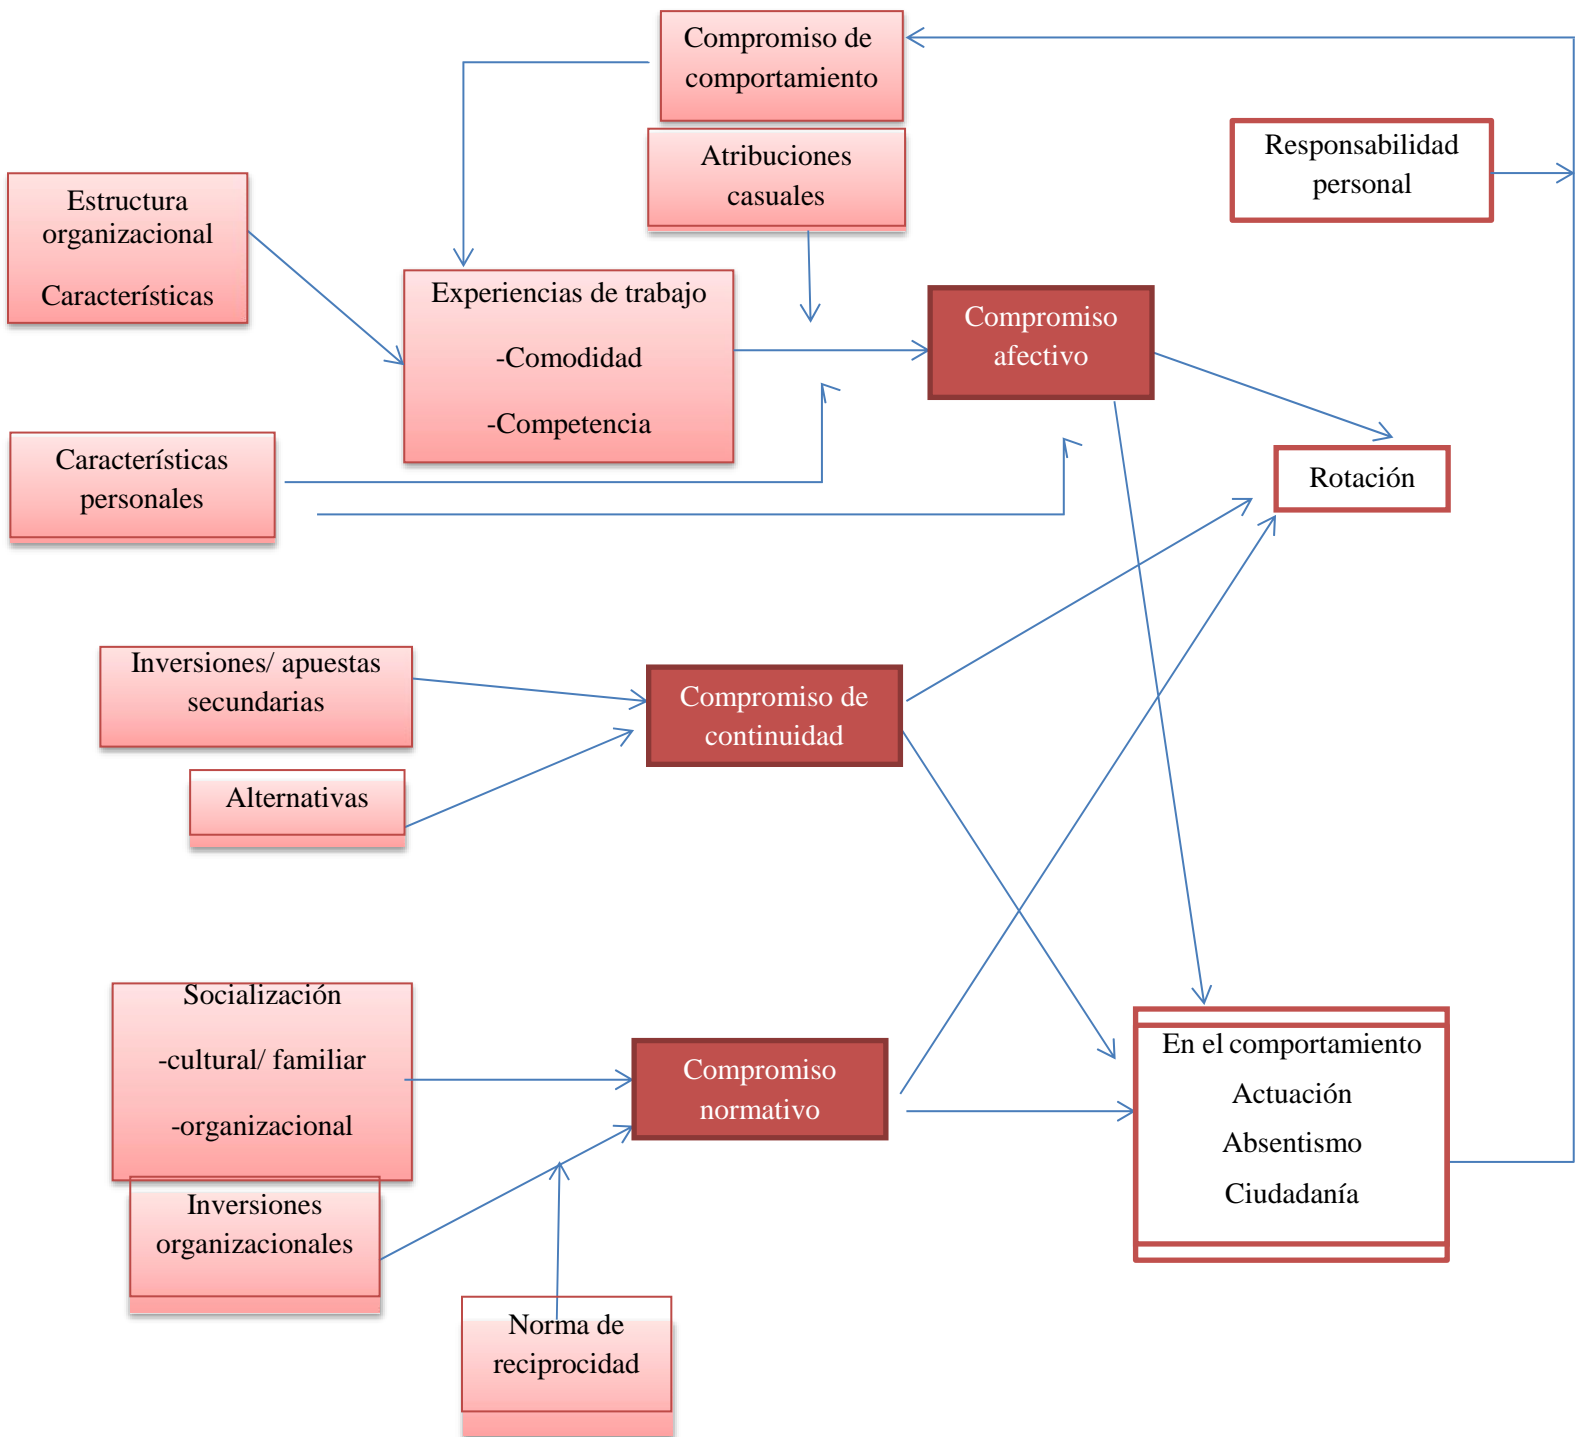 Compromiso de
comportamiento
Atribuciones
casuales
Responsabilidad
personal
Estructura
organizacional
Característicás
Experiencias de trabajo
-Comodidad
-Competencia
Compromiso
afectivo
Característicás
personales
Rotación
Inversiones/ apuestas
secundarias
Compromiso de
continuidad
Alternativas
Socialización
-cultural/ familiar
-organizacional
Compromiso
normativo
En el comportamiento
Actuación
Absentismo
Ciudadanía
Inversiones
organizacionales
Norma de
reciprocidad